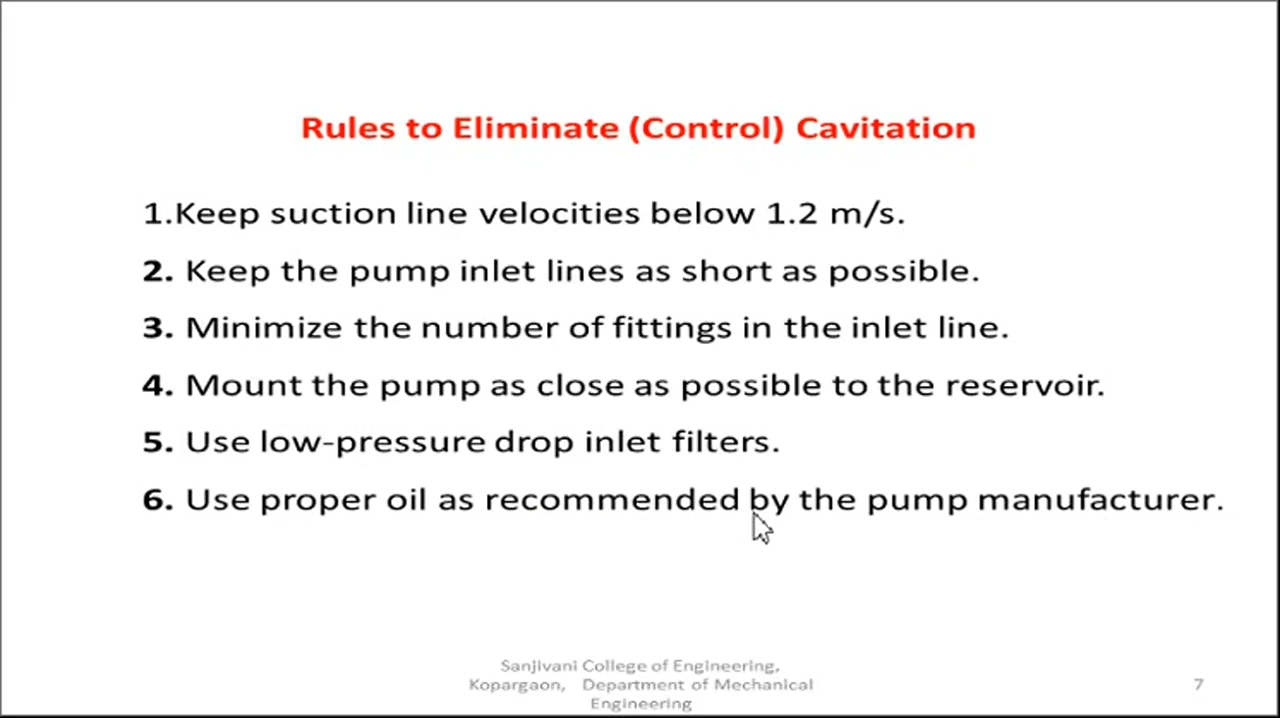 Rules to Eliminate (Control) Cavitation
1.Keep suction line velocities below 1.2 m/s.
2. Keep the pump inlet lines as short as possible.
3. Minimize the number of fittings in the inlet line.
4. Mount the pump as close as possible to the reservoir.
5. Use low-pressure drop inlet filters.
6. Use proper oil as recommended by the pump manufacturer.
Sanjivani College of Engineering,
Kopargaon, Department of Mechanical
Engineering
7